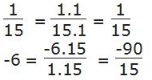 1/15 = 1.1/15.1 = 1/15
-6 = -6.15/1.15 = -90/15